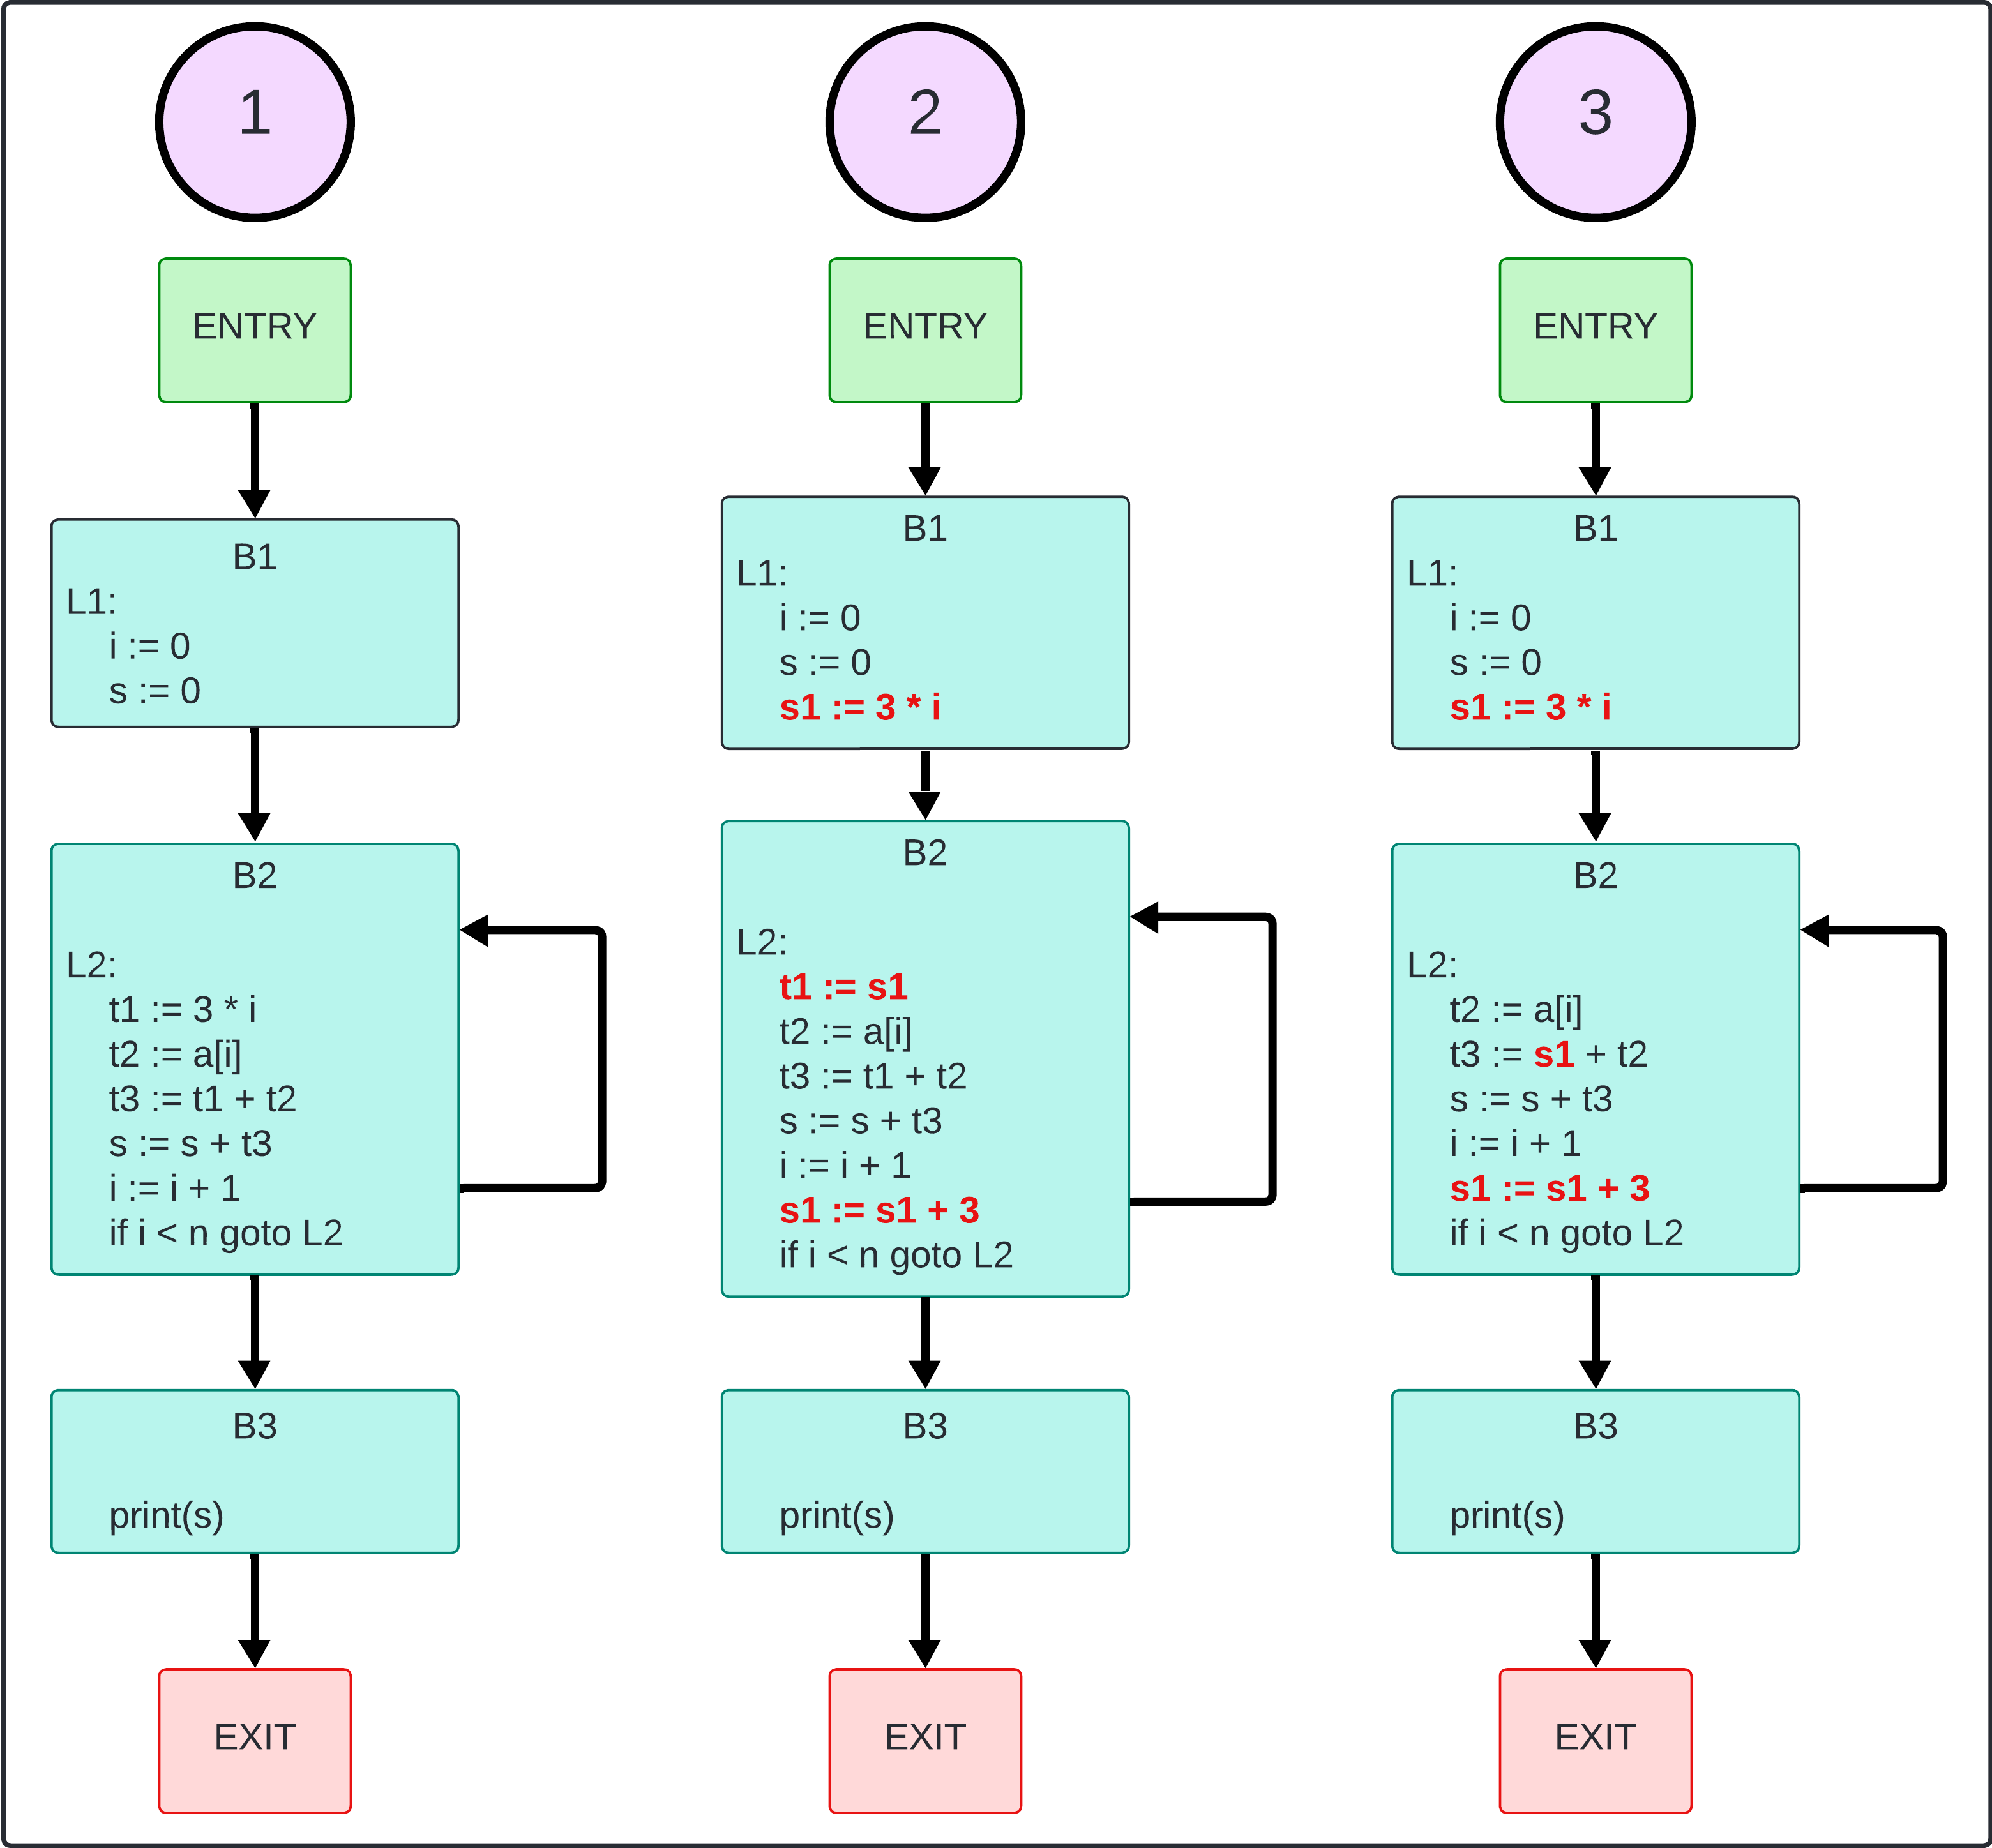 1
ENTRY
B1
L1:
i := 0
s := 0
B2
L2:
t1 := 3 * i
t2 := a[i]
t3 := t1 + t2
s := s + t3
i := i + 1
if i < n goto L2
B3
print(s)
EXIT
2
ENTRY
B1
L1:
i := 0
s := 0
s1 := 3 * i
B2
L2:
t1 := s1
t2 := a[i]
t3 := t1 + t2
s := s + t3
i := i + 1
s1 := s1 + 3
if i < n goto L2
B3
print(s)
EXIT
3
ENTRY
B1
L1:
i := 0
s := 0
s1 := 3 * i
B2
L2:
t2 := a[i]
t3 := s1 + t2
s := s + t3
i := i + 1
s1 := s1 + 3
if i < n goto L2
B3
print(s)
EXIT